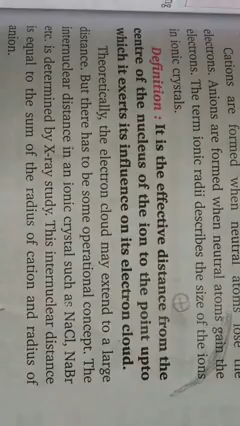 Cations are formed when neutral atoms
electrons. Anions are formed when neutral atoms gain the
electrons. The term ionic radii describes the size of the ions
in ionic crystals.
Definition : It is the effective distance from the
centre of the nucleus of the ion to the point upto
which it exerts its influence on its electron cloud.
Theoretically, the electron cloud may extend to a large
distance. But there has to be some operational concept. The
internuclear distance in an ionic crystal such as NaCl, NaBr
etc. is determined by X-ray study. This internuclear distance
is equal to the sum of the radius of cation and radius of
anion.